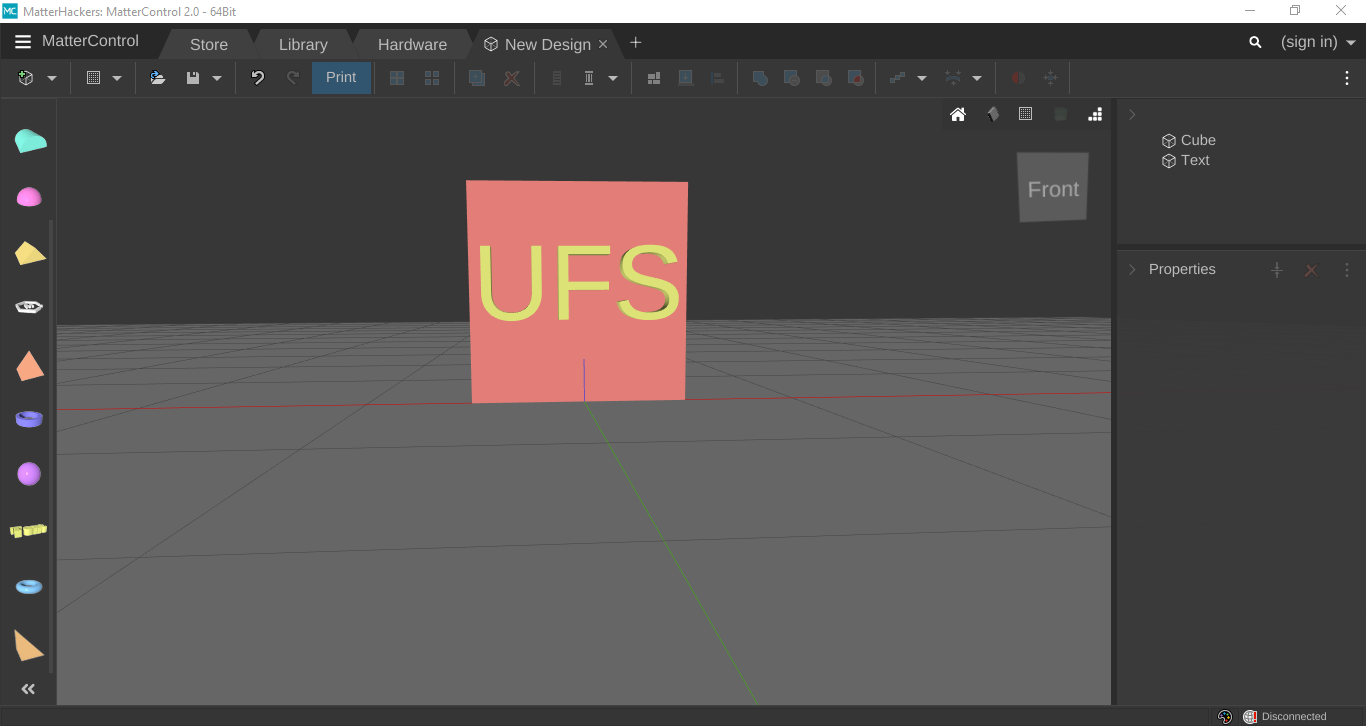 MC MatterHackers: MatterControl 2.0 - 64Bit
MatterControl
Store
Library
Hardware
New Design
(sign in)
Print
Front
Cube
Text
Properties
UFS
Disconnected